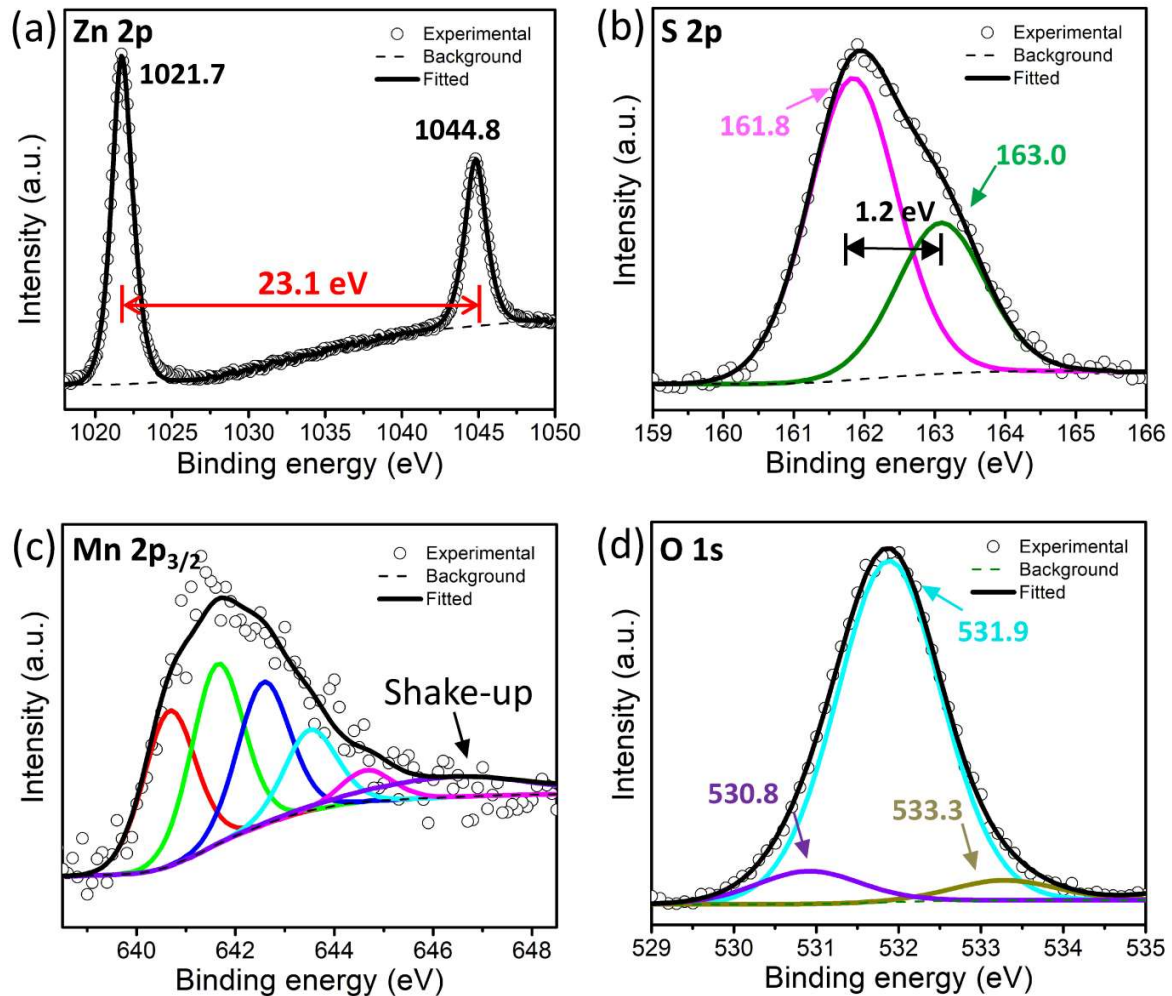 (a) Zn 2p
Experimental
Background
Fitted
1021.7
1044.8
23.1 eV
Intensity (a.u.)
1020 1025 1030 1035 1040 1045 1050
Binding energy (eV)
(b) S 2p
Experimental
Background
Fitted
161.8
163.0
1.2 eV
Intensity (a.u.)
159 160 161 162 163 164 165 166
Binding energy (eV)
(c) Mn 2p3/2
Experimental
Background
Fitted
Shake-up
Intensity (a.u.)
640 642 644 646 648
Binding energy (eV)
(d) O 1s
Experimental
Background
Fitted
531.9
530.8
533.3
Intensity (a.u.)
529 530 531 532 533 534 535
Binding energy (eV)